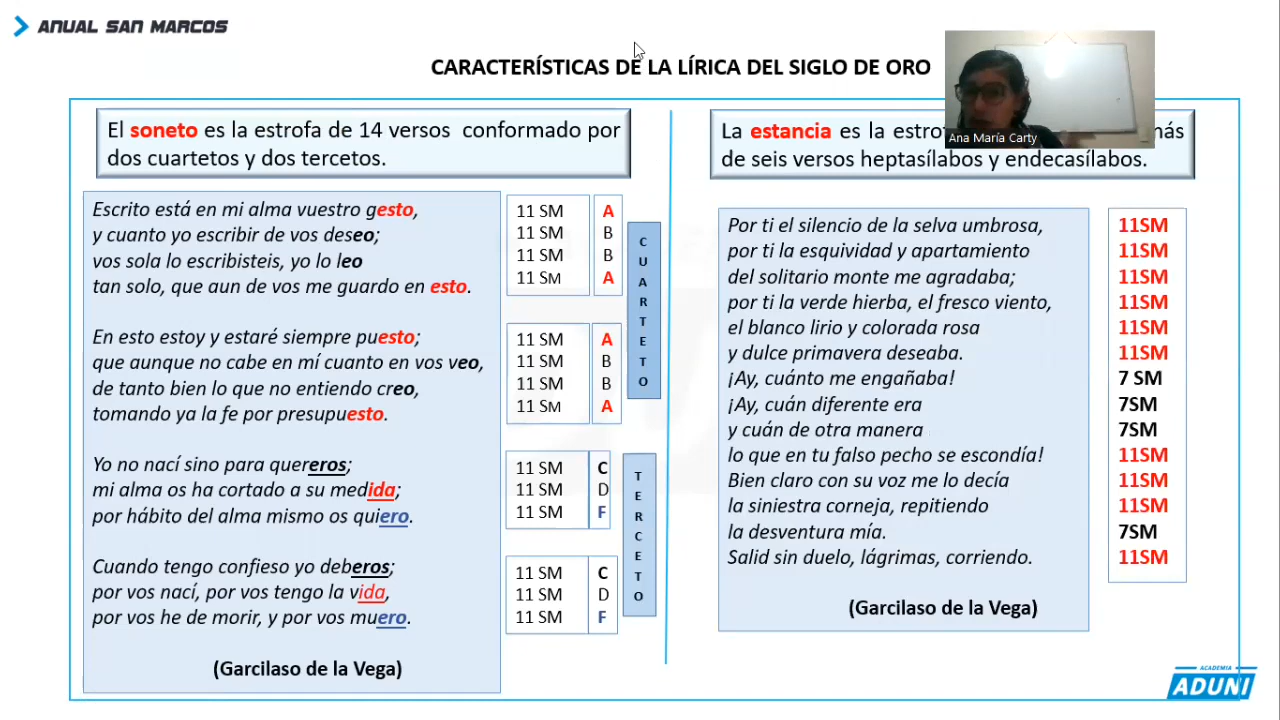 ANUAL SAN MARCOS
CARACTERÍSTICAS DE LA LÍRICA DEL SIGLO DE ORO
El soneto es la estrofa de 14 versos conformado por
dos cuartetos y dos tercetos.
Escrito está en mi alma vuestro gesto,
y cuanto yo escribir de vos deseo;
vos sola lo escribisteis, yo lo leo
tan solo, que aun de vos me guardo en esto.
En esto estoy y estaré siempre puesto;
que aunque no cabe en mí cuanto en vos veo,
de tanto bien lo que no entiendo creo,
tomando ya la fe por presupuesto.
Yo no nací sino para quereros;
mi alma os ha cortado a su medida;
por hábito del alma mismo os quiero.
Cuando tengo confieso yo deberos;
por vos nací, por vos tengo la vida,
por vos he de morir, y por vos muero.
(Garcilaso de la Vega)
11 SM A
11 SM B
11 SM B
11 SM A
11 SM A
11 SM B
11 SM B
11 SM A
CUARTETO
11 SM C
11 SM D
11 SM F
11 SM C
11 SM D
11 SM F
TERCETO
La estancia es la estro más
de seis versos heptasílabos y endecasílabos.
Ana María Carty
Por ti el silencio de la selva umbrosa,
por ti la esquividad y apartamiento
del solitario monte me agradaba;
por ti la verde hierba, el fresco viento,
el blanco lirio y colorada rosa
y dulce primavera deseaba.
¡Ay, cuánto me engañaba!
¡Ay, cuán diferente era
y cuán de otra manera
lo que en tu falso pecho se escondía!
Bien claro con su voz me lo decía
la siniestra corneja, repitiendo
la desventura mía.
Salid sin duelo, lágrimas, corriendo.
(Garcilaso de la Vega)
11SM
11SM
11SM
11SM
11SM
11SM
7 SM
7SM
7SM
11SM
11SM
11SM
7SM
11SM
ACADEMIA
ADUNI